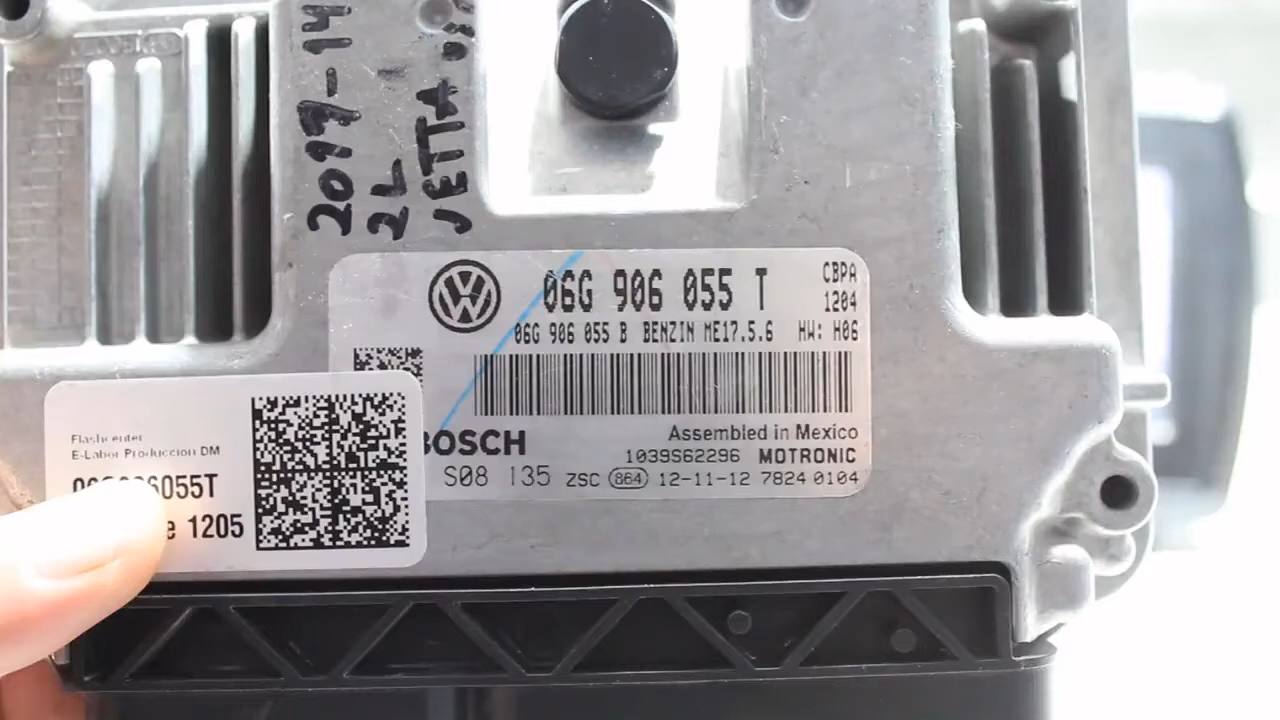 2017-14
2L
JETTA
06G 906 055 T
CBPA
1204
06G 906 055 B BENZIN ME17.5.6 HW: H06
BOSCH
Assembled in Mexico
1039S62296 MOTRONIC
S08 135 ZSC 864 12-11-12 7824 0104
Flashcenter
E-Labor Produccion DM
055T
1205